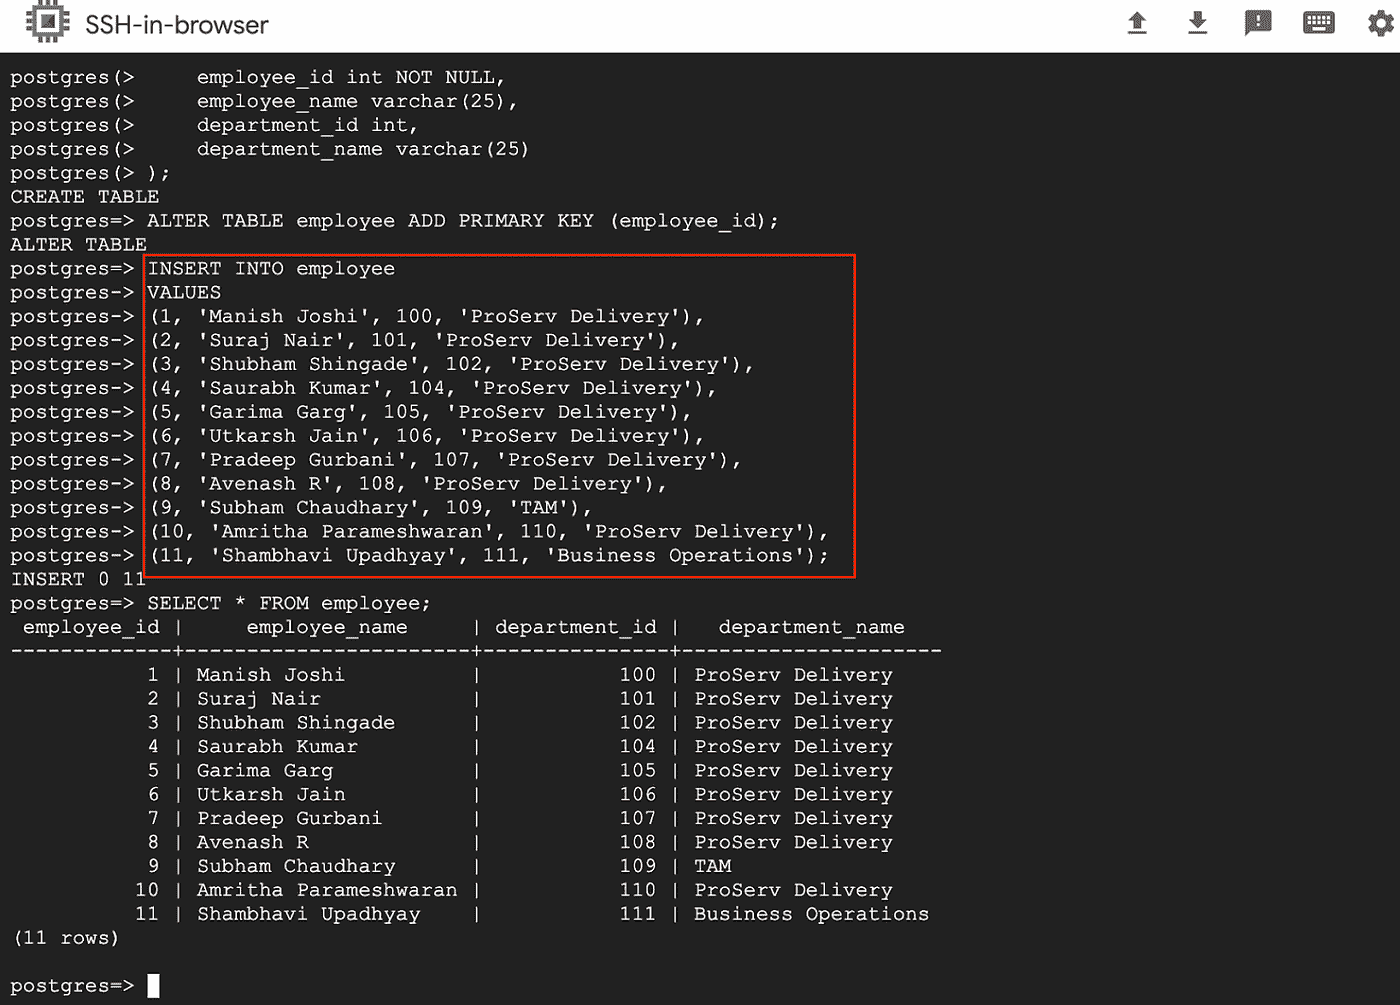 SSH-in-browser
postgres(>     employee_id int NOT NULL,
postgres(>     employee_name varchar(25),
postgres(>     department_id int,
postgres(>     department_name varchar(25)
postgres(> );
CREATE TABLE
postgres=> ALTER TABLE employee ADD PRIMARY KEY (employee_id);
ALTER TABLE
postgres=> INSERT INTO employee
postgres-> VALUES
postgres-> (1, 'Manish Joshi', 100, 'ProServ Delivery'),
postgres-> (2, 'Suraj Nair', 101, 'ProServ Delivery'),
postgres-> (3, 'Shubham Shingade', 102, 'ProServ Delivery'),
postgres-> (4, 'Saurabh Kumar', 104, 'ProServ Delivery'),
postgres-> (5, 'Garima Garg', 105, 'ProServ Delivery'),
postgres-> (6, 'Utkarsh Jain', 106, 'ProServ Delivery'),
postgres-> (7, 'Pradeep Gurbani', 107, 'ProServ Delivery'),
postgres-> (8, 'Avenash R', 108, 'ProServ Delivery'),
postgres-> (9, 'Subham Chaudhary', 109, 'TAM'),
postgres-> (10, 'Amritha Parameshwaran', 110, 'ProServ Delivery'),
postgres-> (11, 'Shambhavi Upadhyay', 111, 'Business Operations');
INSERT 0 11
postgres=> SELECT * FROM employee;
 employee_id |     employee_name     | department_id |   department_name
-------------+-----------------------+---------------+---------------------
           1 | Manish Joshi          |           100 | ProServ Delivery
           2 | Suraj Nair            |           101 | ProServ Delivery
           3 | Shubham Shingade      |           102 | ProServ Delivery
           4 | Saurabh Kumar         |           104 | ProServ Delivery
           5 | Garima Garg           |           105 | ProServ Delivery
           6 | Utkarsh Jain          |           106 | ProServ Delivery
           7 | Pradeep Gurbani       |           107 | ProServ Delivery
           8 | Avenash R             |           108 | ProServ Delivery
           9 | Subham Chaudhary      |           109 | TAM
          10 | Amritha Parameshwaran |           110 | ProServ Delivery
          11 | Shambhavi Upadhyay    |           111 | Business Operations
(11 rows)
postgres=>